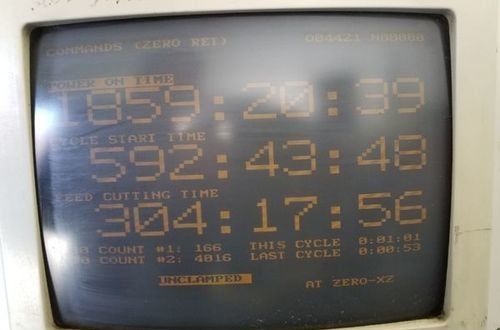 COMMANDS (ZERO RET) O04421 N00000
POWER ON TIME
1859:20:39
CYCLE START TIME
592:43:48
FEED CUTTING TIME
304:17:56
COUNT #1: 166 THIS CYCLE 0:01:01
COUNT #2: 4016 LAST CYCLE 0:00:53
UNCLAMPED AT ZERO-XZ